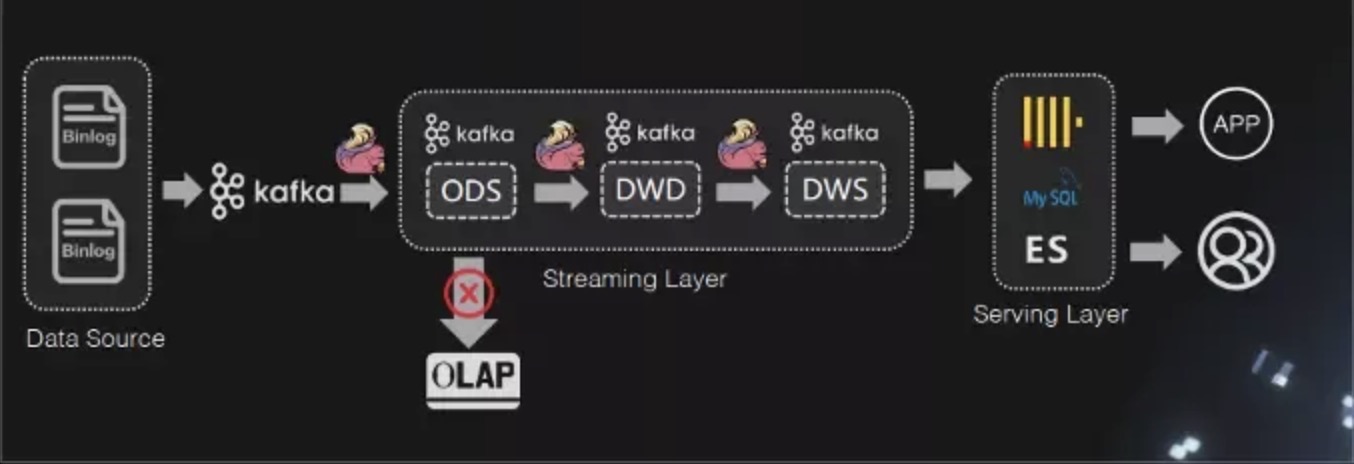 Binlog
Binlog
Data Source
kafka
kafka
ODS
kafka
DWD
kafka
DWS
Streaming Layer
OLAP
My SQL
ES
Serving Layer
APP